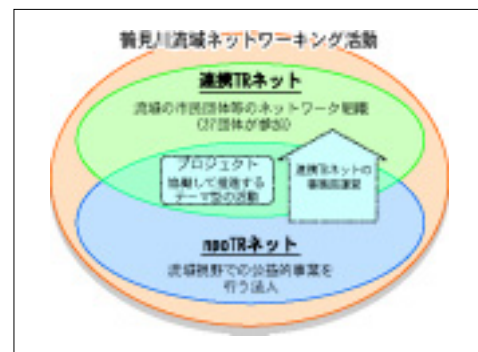 鶴見川流域ネットワーキング活動
連携TRネット
流域の市民団体等のネットワーク組織
(37団体が参加)
プロジェクト
協働して推進する
テーマ型の活動
連携TRネットの
事務局運営
npoTRネット
流域視野での公益的事業を
行う法人